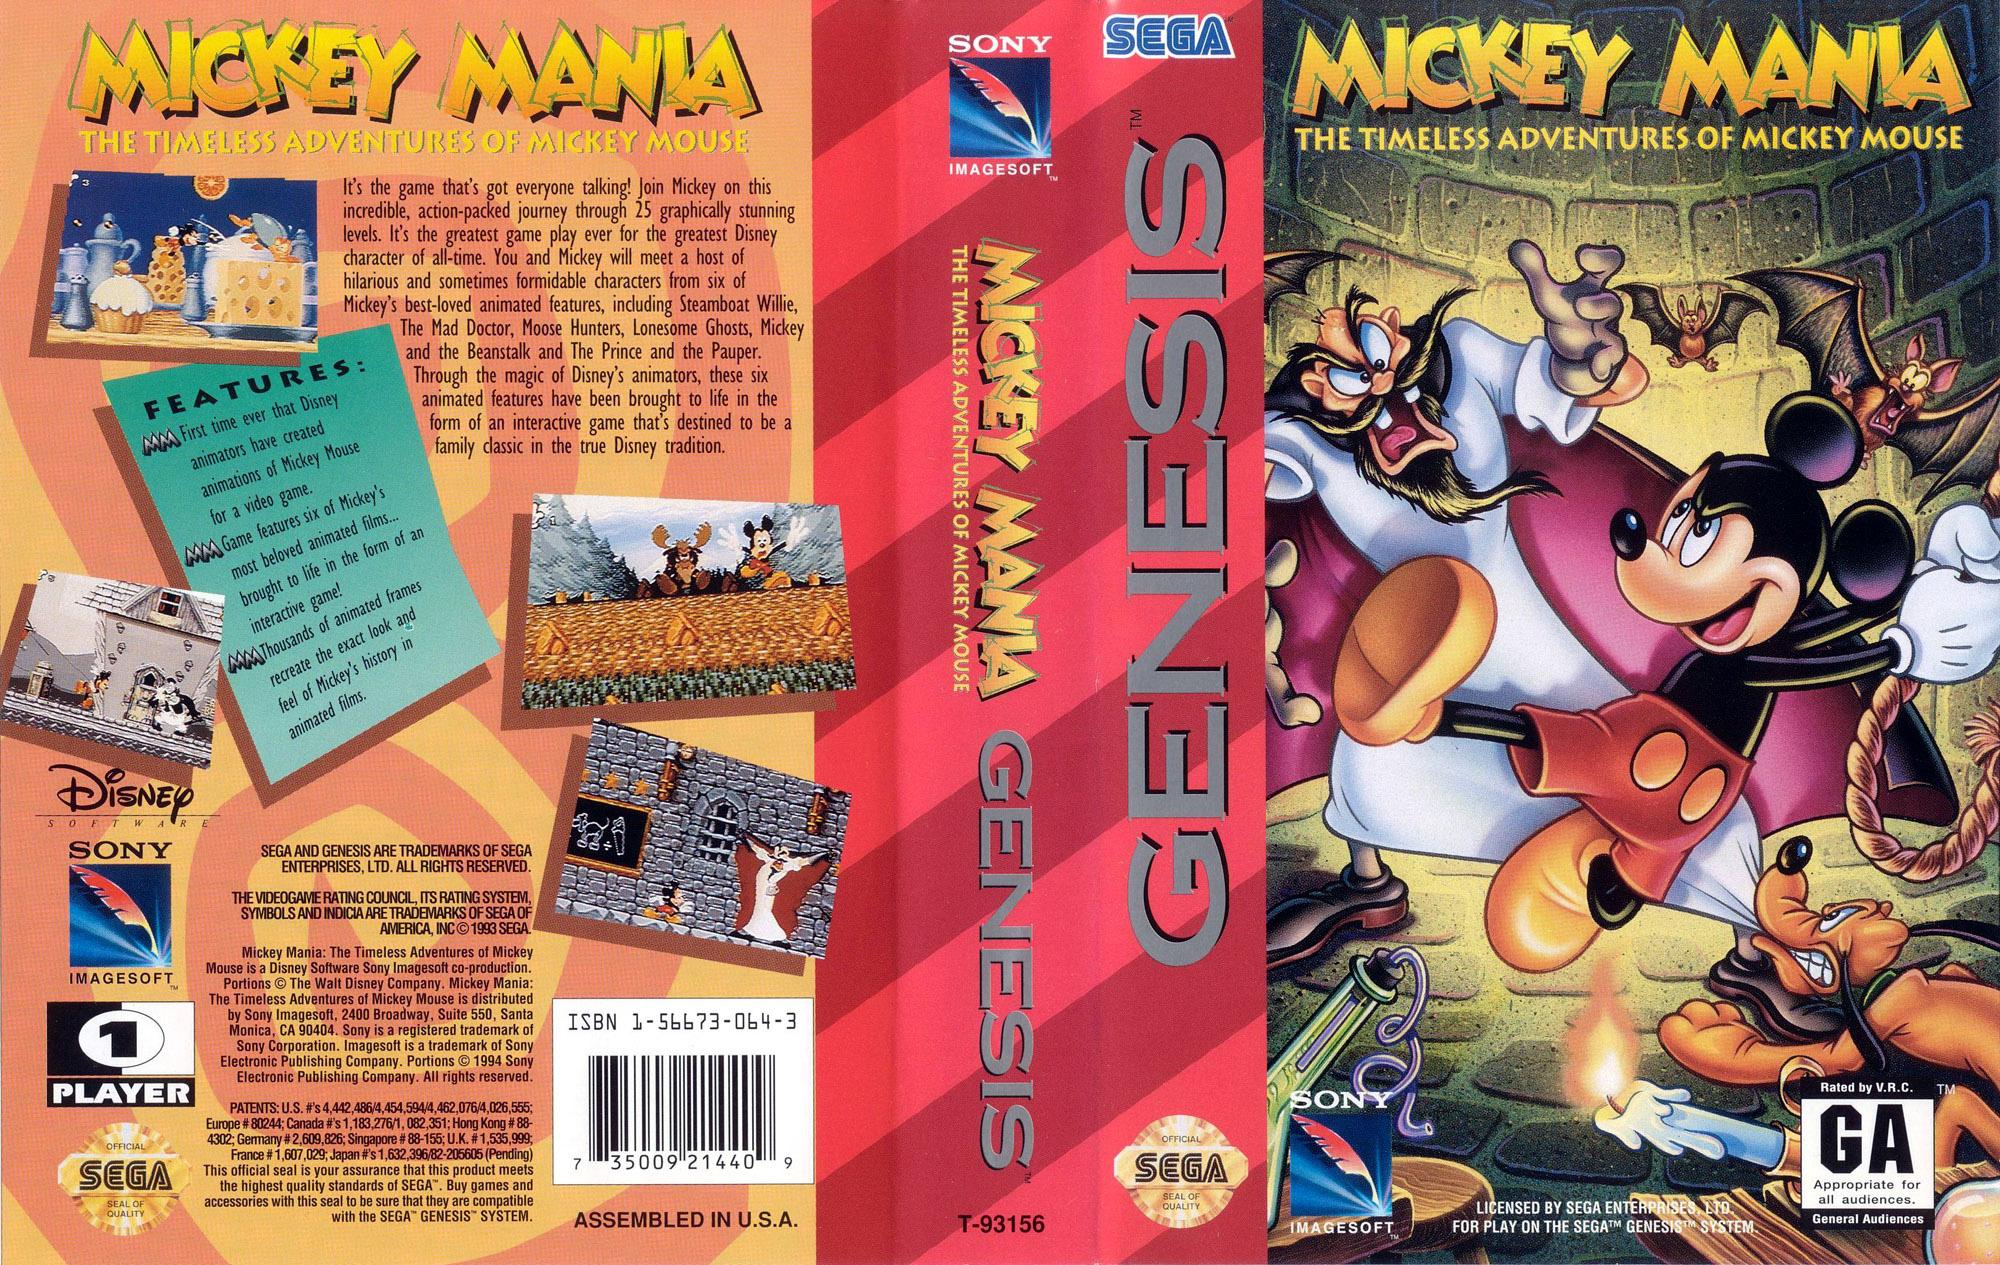 MICKEY MANIA
THE TIMELESS ADVENTURES OF MICKEY MOUSE
It's the game that's got everyone talking! Join Mickey on this
incredible, action-packed journey through 25 graphically stunning
levels. It's the greatest game play ever for the greatest Disney
character of all-time. You and Mickey will meet a host of
hilarious and sometimes formidable characters from six of
Mickey's best-loved animated features, including Steamboat Willie,
The Mad Doctor, Moose Hunters, Lonesome Ghosts, Mickey
and the Beanstalk and The Prince and the Pauper.
Through the magic of Disney's animators, these six
animated features have been brought to life in the
form of an interactive game that's destined to be a
family classic in the true Disney tradition.
FEATURES:
First time ever that Disney
animators have created
animations of Mickey Mouse
for a video game.
Game features six of Mickey's
most beloved animated films...
brought to life in the form of an
interactive game!
Thousands of animated frames
recreate the exact look and
feel of Mickey's history in
animated films.
Disney
SOFTWARE
SONY
IMAGESOFT™
1
PLAYER
OFFICIAL
SEGA
SEAL OF
QUALITY
SEGA AND GENESIS ARE TRADEMARKS OF SEGA
ENTERPRISES, LTD. ALL RIGHTS RESERVED.
THE VIDEOGAME RATING COUNCIL, ITS RATING SYSTEM,
SYMBOLS AND INDICIA ARE TRADEMARKS OF SEGA OF
AMERICA, INC © 1993 SEGA.
Mickey Mania: The Timeless Adventures of Mickey
Mouse is a Disney Software Sony Imagesoft co-production.
Portions © The Walt Disney Company. Mickey Mania:
The Timeless Adventures of Mickey Mouse is distributed
by Sony Imagesoft, 2400 Broadway, Suite 550, Santa
Monica, CA 90404. Sony is a registered trademark of
Sony Corporation. Imagesoft is a trademark of Sony
Electronic Publishing Company. Portions © 1994 Sony
Electronic Publishing Company. All rights reserved.
PATENTS: U.S. #'s 4,442,486/4,454,594/4,462,076/4,026,555;
Europe # 80244; Canada #'s 1,183,276/1, 082,351; Hong Kong # 88-
4302; Germany # 2,609,826; Singapore # 88-155; U.K. # 1,535,999;
France # 1,607,029; Japan #'s 1,632,396/82-205605 (Pending)
This official seal is your assurance that this product meets
the highest quality standards of SEGA™. Buy games and
accessories with this seal to be sure that they are compatible
with the SEGA™ GENESIS™ SYSTEM.
ISBN 1-56673-064-3
7 35009 21440 9
ASSEMBLED IN U.S.A.
SONY
IMAGESOFT™
MICKEY MANIA
THE TIMELESS ADVENTURES OF MICKEY MOUSE
GENESIS™
T-93156
SEGA™
GENESIS™
OFFICIAL
SEGA
SEAL OF
QUALITY
MICKEY MANIA
THE TIMELESS ADVENTURES OF MICKEY MOUSE
SONY
IMAGESOFT™
LICENSED BY SEGA ENTERPRISES, LTD.
FOR PLAY ON THE SEGA™ GENESIS™ SYSTEM.
Rated by V.R.C. ™
GA
Appropriate for
all audiences.
General Audiences